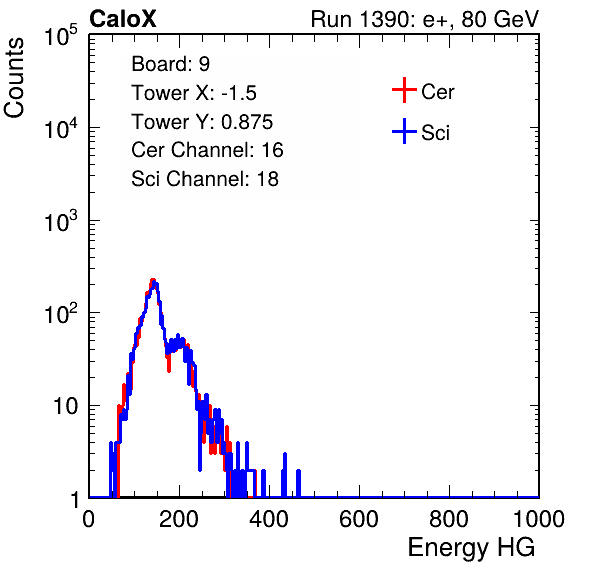 CaloX Run 1390: e+, 80 GeV
Counts
Board: 9
Tower X: -1.5
Tower Y: 0.875
Cer Channel: 16
Sci Channel: 18
Cer
Sci
10^5
10^4
10^3
10^2
10
1
0 200 400 600 800 1000
Energy HG